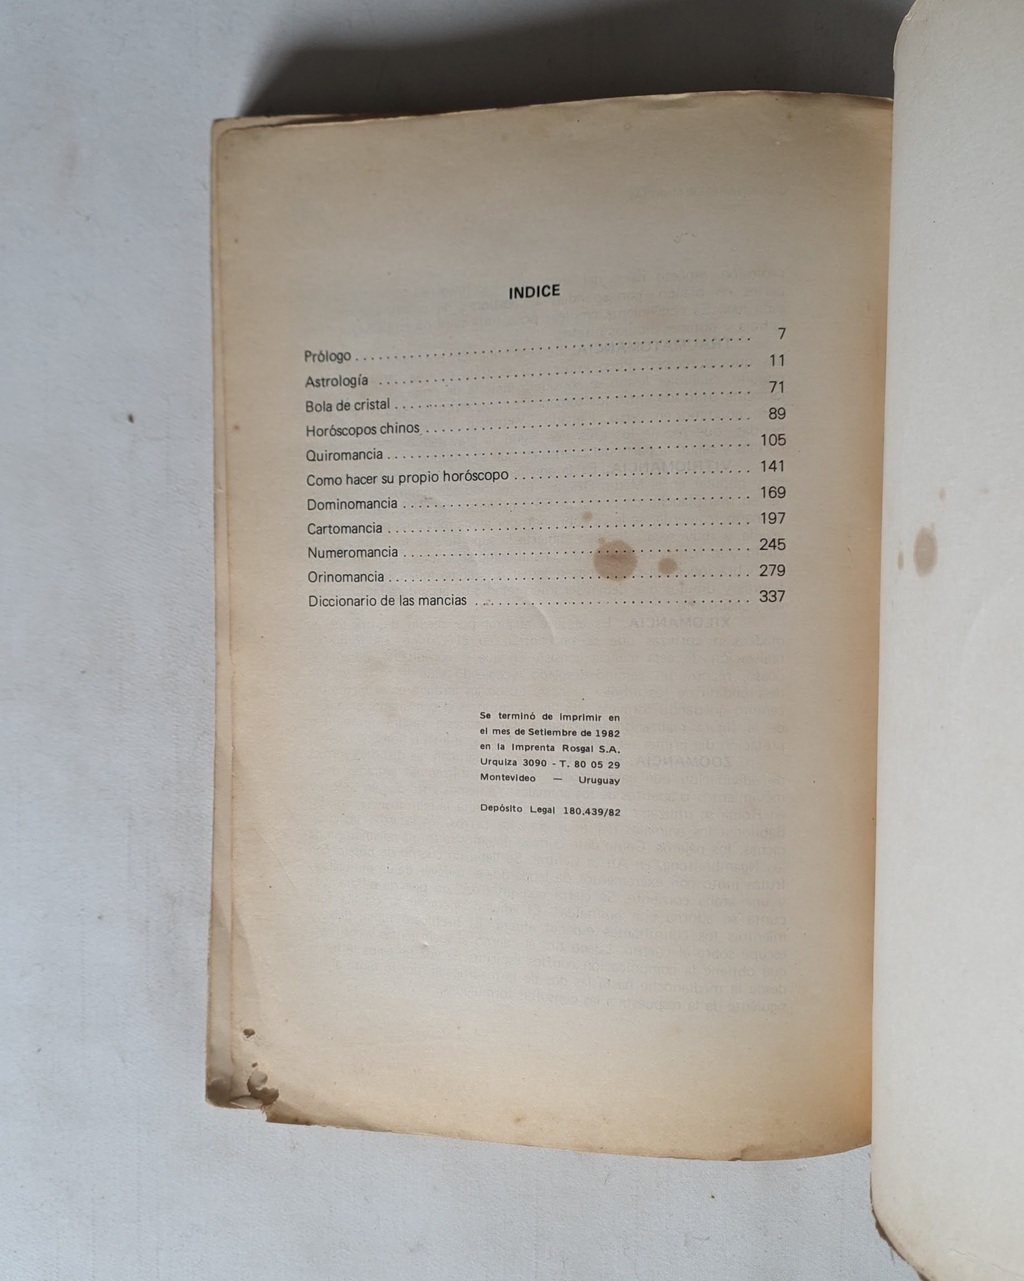 INDICE
Prólogo . . . . . . . . . . . . . . . . . . . . . . . . . . . . . . . . . . . . . . . . 7
Astrología . . . . . . . . . . . . . . . . . . . . . . . . . . . . . . . . . . . . . . 11
Bola de cristal . . . . . . . . . . . . . . . . . . . . . . . . . . . . . . . . . . . . 71
Horóscopos chinos . . . . . . . . . . . . . . . . . . . . . . . . . . . . . . . . 89
Quiromancia . . . . . . . . . . . . . . . . . . . . . . . . . . . . . . . . . . . . 105
Como hacer su propio horóscopo . . . . . . . . . . . . . . . . . . . . . . 141
Dominomancia . . . . . . . . . . . . . . . . . . . . . . . . . . . . . . . . . . 169
Cartomancia . . . . . . . . . . . . . . . . . . . . . . . . . . . . . . . . . . . . 197
Numeromancia . . . . . . . . . . . . . . . . . . . . . . . . . . . . . . . . . . 245
Orinomancia . . . . . . . . . . . . . . . . . . . . . . . . . . . . . . . . . . . . 279
Diccionario de las mancias . . . . . . . . . . . . . . . . . . . . . . . . . . 337
Se terminó de imprimir en
el mes de Setiembre de 1982
en la Imprenta Rosgal S.A.
Urquiza 3090 - T. 80 05 29
Montevideo — Uruguay
Depósito Legal 180.439/82